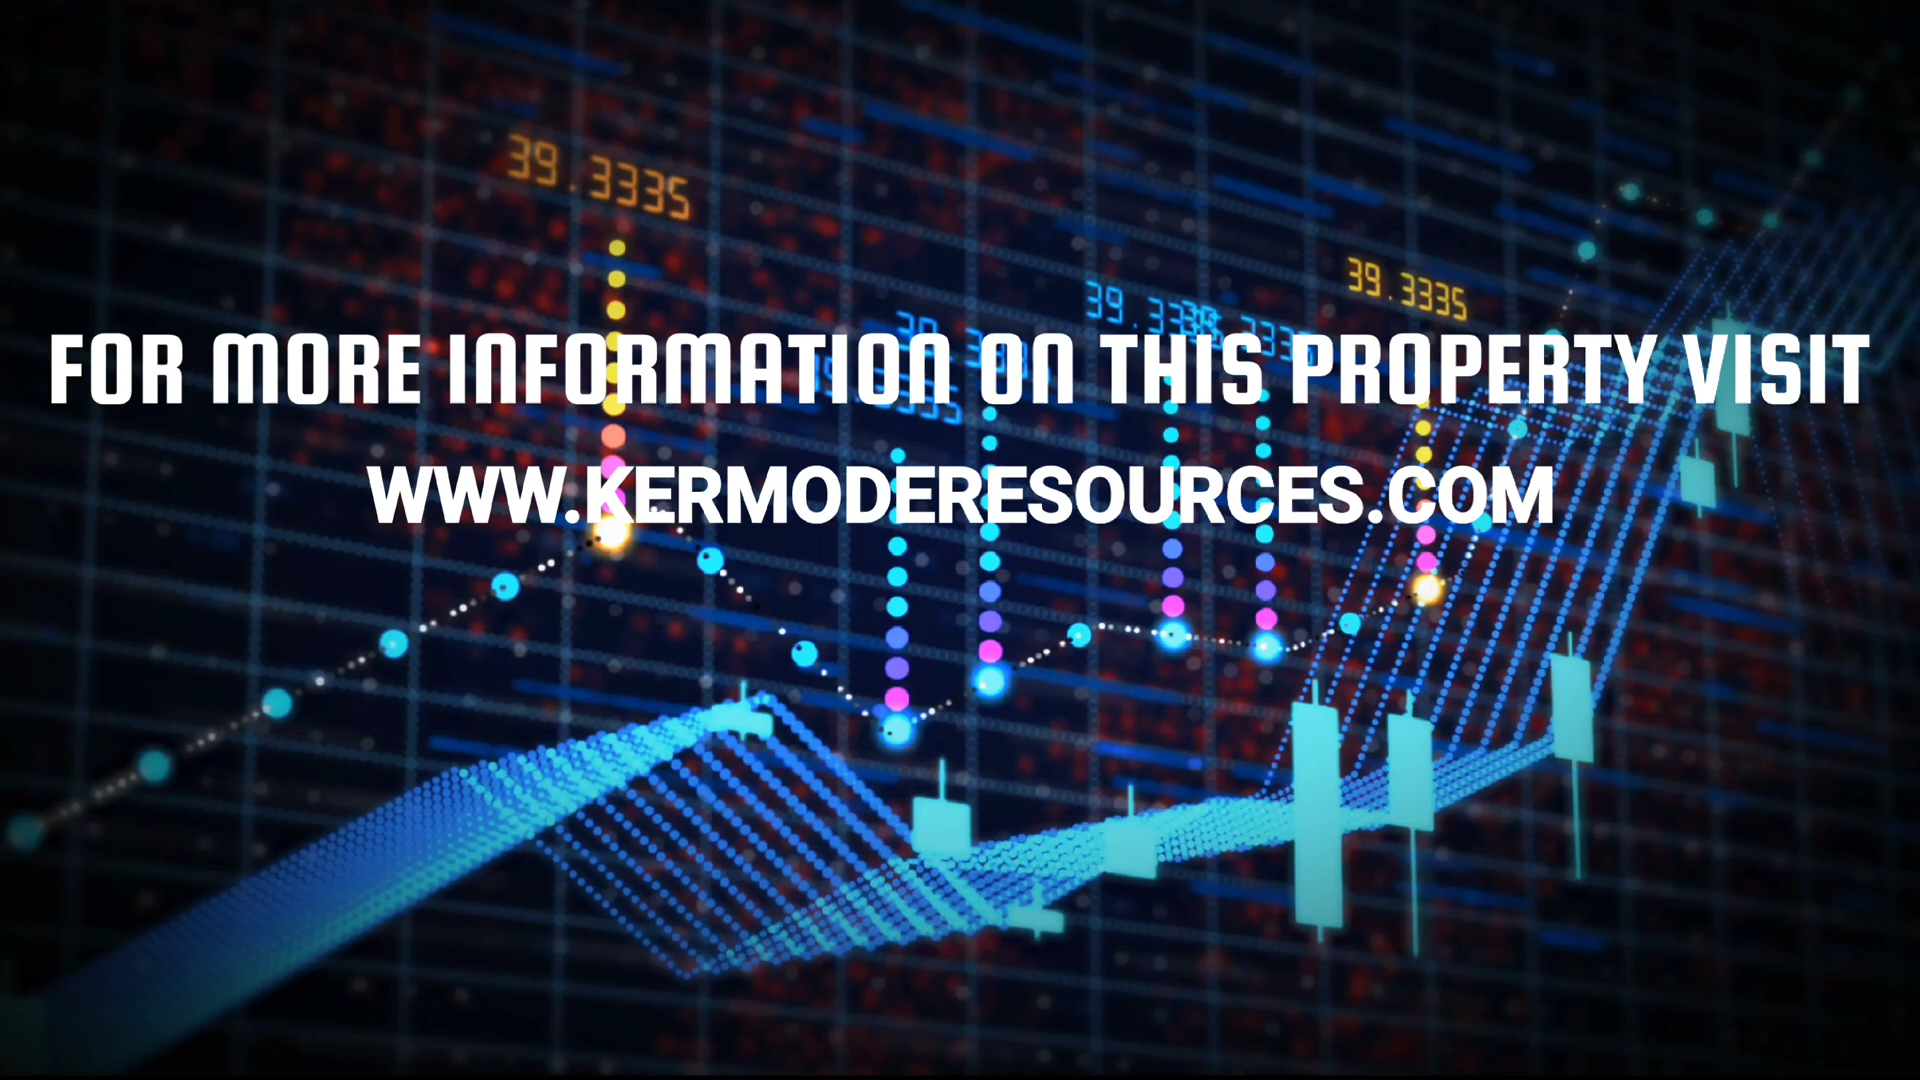 39.3335
39.3335
FOR MORE INFORMATION ON THIS PROPERTY VISIT
WWW.KERMODERESOURCES.COM